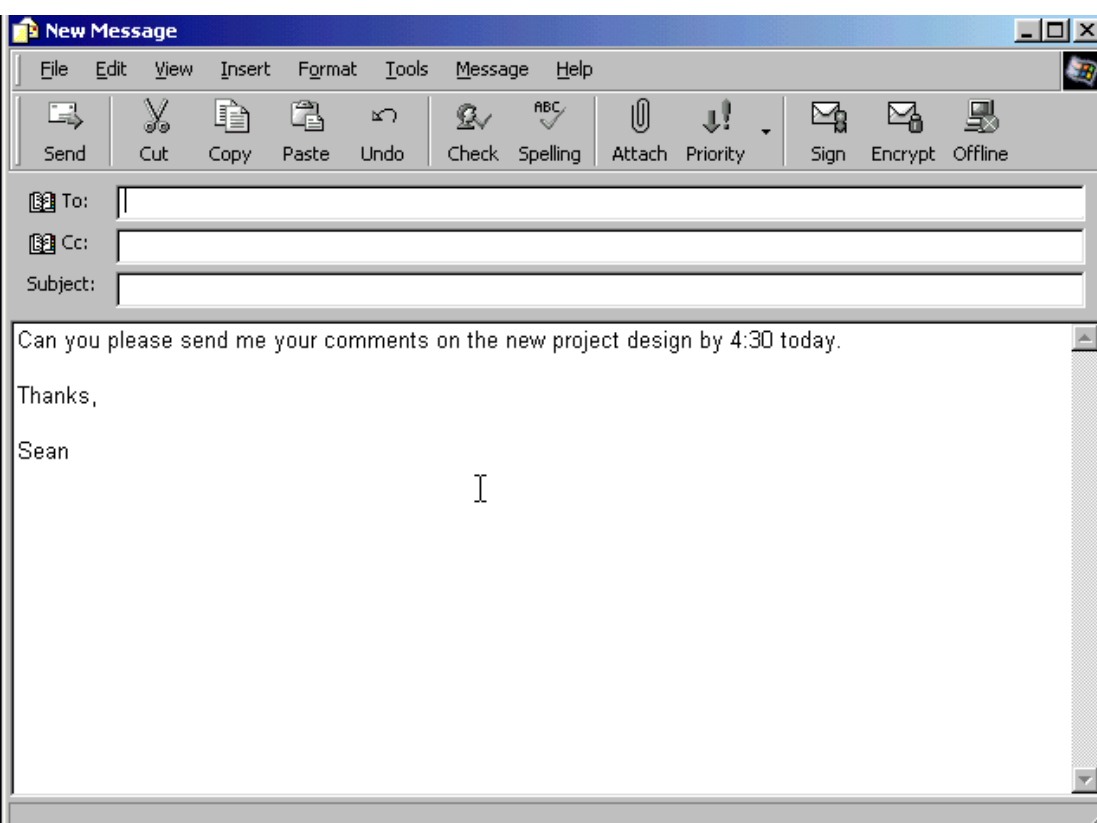 New Message
File Edit View Insert Format Tools Message Help
ABC
Send Cut Copy Paste Undo Check Spelling Attach Priority Sign Encrypt Offline
To:
Cc:
Subject:
Can you please send me your comments on the new project design by 4:30 today.
Thanks,
Sean